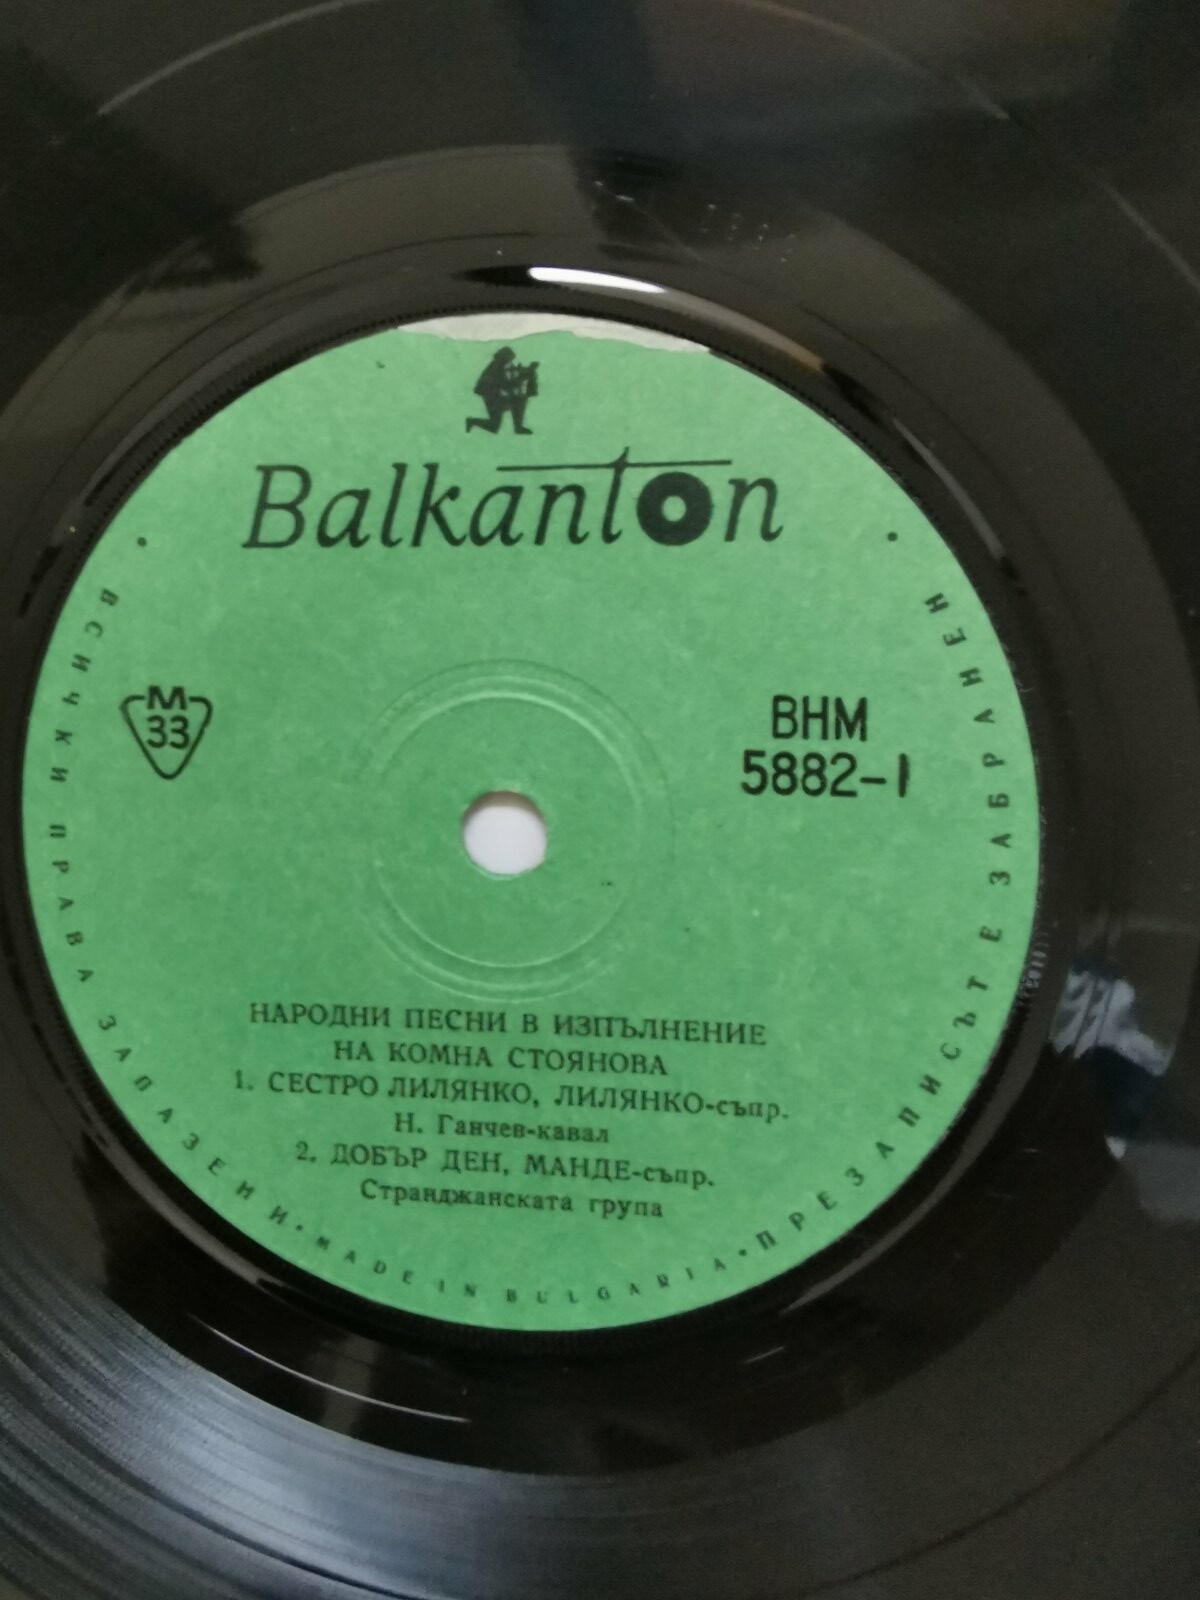 Balkanton
M
33
ВНМ
5882-1
НАРОДНИ ПЕСНИ В ИЗПЪЛНЕНИЕ
НА КОМНА СТОЯНОВА
1. СЕСТРО ЛИЛЯНКО, ЛИЛЯНКО-съпр.
Н. Ганчев-кавал
2. ДОБЪР ДЕН, МАНДЕ-съпр.
Странджанската група
• ВСИЧКИ ПРАВА ЗАПАЗЕНИ • MADE IN BULGARIA • ПРЕЗАПИСЪТ Е ЗАБРАНЕН •